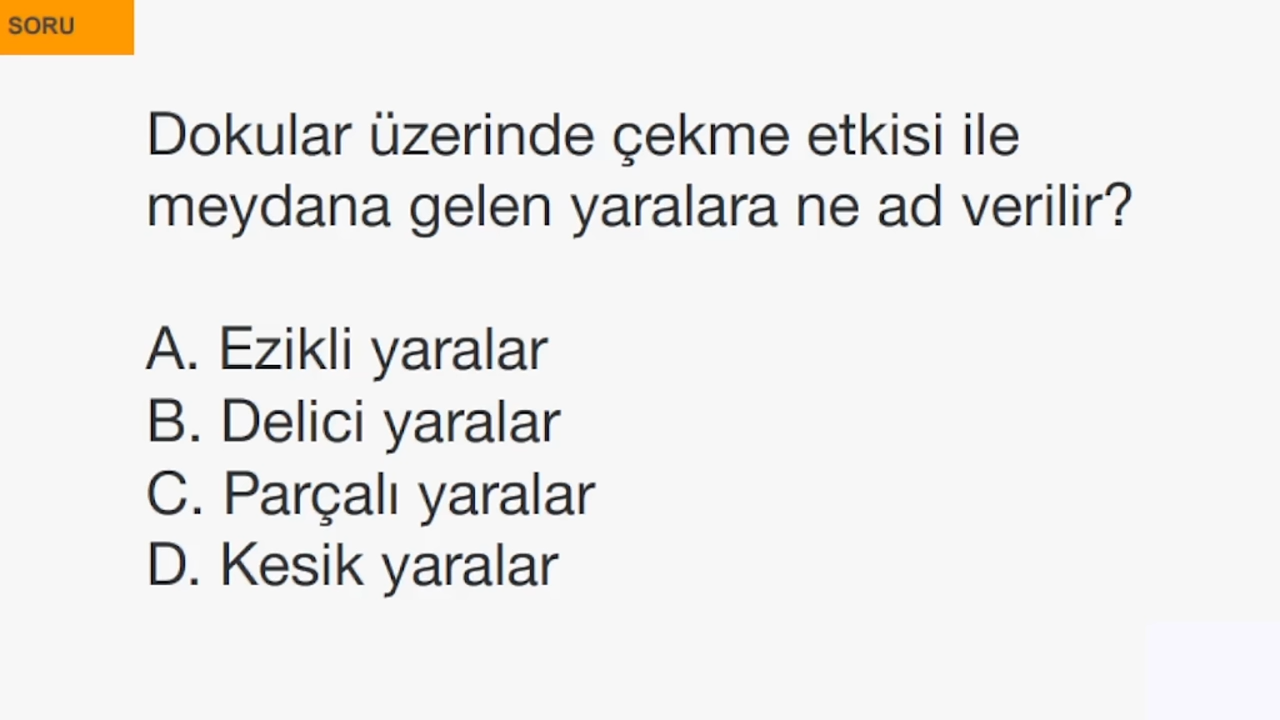 SORU
Dokular üzerinde çekme etkisi ile
meydana gelen yaralara ne ad verilir?
A. Ezikli yaralar
B. Delici yaralar
C. Parçalı yaralar
D. Kesik yaralar